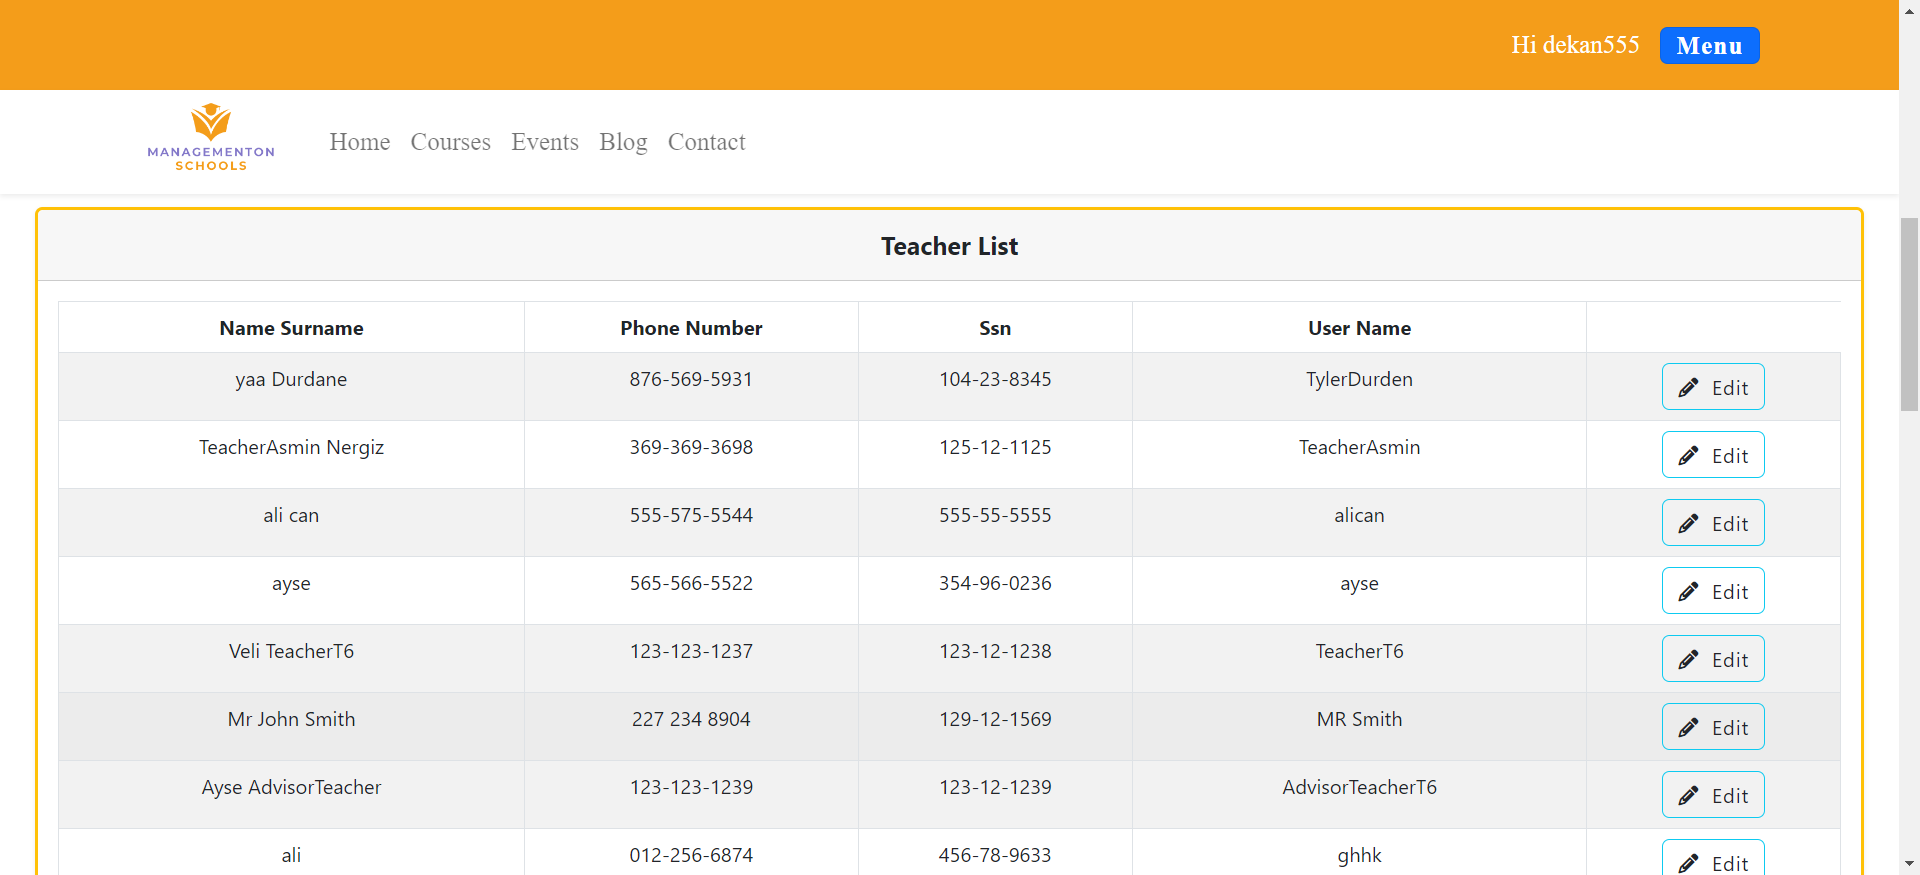 Hi dekan555 Menu
MANAGEMENTON
SCHOOLS
Home Courses Events Blog Contact
Teacher List
Name Surname Phone Number Ssn User Name
yaa Durdane 876-569-5931 104-23-8345 TylerDurden Edit
TeacherAsmin Nergiz 369-369-3698 125-12-1125 TeacherAsmin Edit
ali can 555-575-5544 555-55-5555 alican Edit
ayse 565-566-5522 354-96-0236 ayse Edit
Veli TeacherT6 123-123-1237 123-12-1238 TeacherT6 Edit
Mr John Smith 227 234 8904 129-12-1569 MR Smith Edit
Ayse AdvisorTeacher 123-123-1239 123-12-1239 AdvisorTeacherT6 Edit
ali 012-256-6874 456-78-9633 ghhk Edit